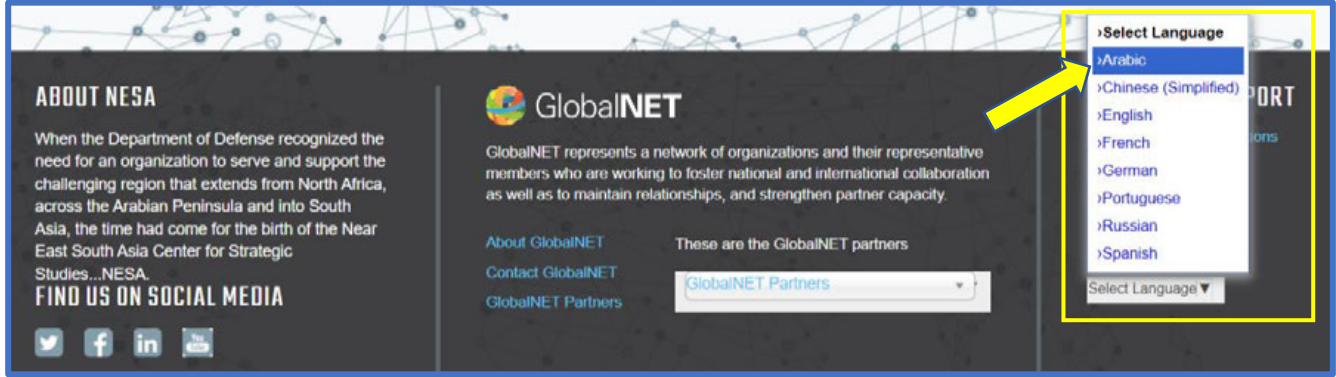 ABOUT NESA
When the Department of Defense recognized the
need for an organization to serve and support the
challenging region that extends from North Africa,
across the Arabian Peninsula and into South
Asia, the time had come for the birth of the Near
East South Asia Center for Strategic
Studies...NESA.
FIND US ON SOCIAL MEDIA
in
You
Tube
GlobalNET
GlobalNET represents a network of organizations and their representative
members who are working to foster national and international collaboration
as well as to maintain relationships, and strengthen partner capacity.
About GlobalNET
Contact GlobalNET
GlobalNET Partners
These are the GlobalNET partners
GlobalNET Partners
›Select Language
›Arabic
›Chinese (Simplified)
›English
›French
›German
›Portuguese
›Russian
›Spanish
Select Language▼